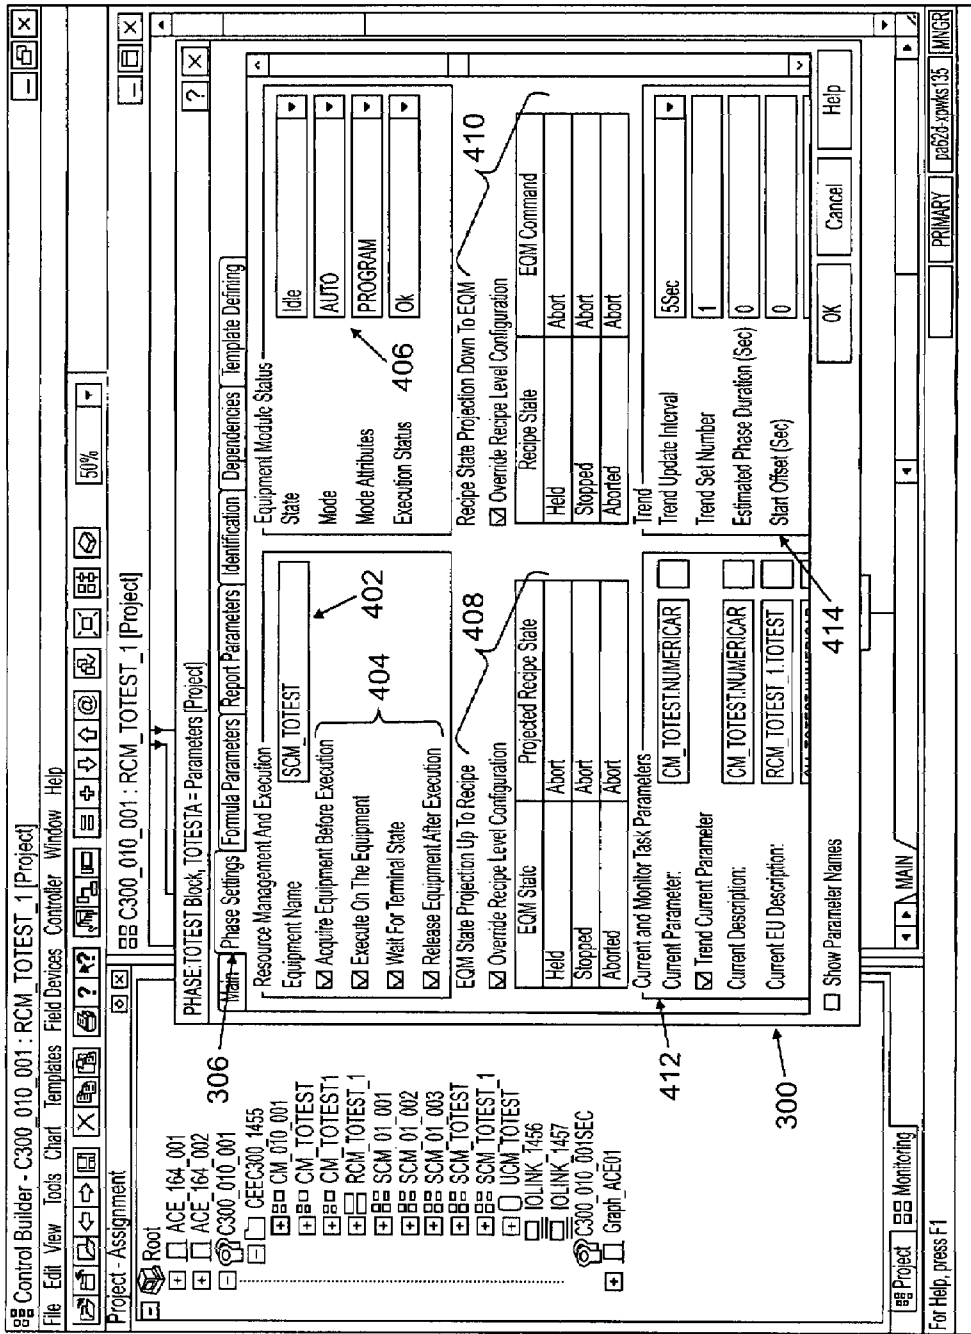 Control Builder - C300_010_001 : RCM_TOTEST_1 [Project]
File Edit View Tools Chart Templates Field Devices Controller Window Help
50%
Project - Assignment
Root
ACE_164_001
ACE_164_002
C300_010_001
CEEC300_1455
CM_010_001
CM_TOTEST
CM_TOTEST1
RCM_TOTEST_1
SCM_01_001
SCM_01_002
SCM_01_003
SCM_TOTEST
SCM_TOTEST_1
UCM_TOTEST
IOLINK_1456
IOLINK_1457
C300_010_001SEC
Graph_ACE01
Project Monitoring
C300_010_001 : RCM_TOTEST_1 [Project]
PHASE:TOTEST Block, TOTESTA = Parameters [Project]
?
Main Phase Settings Formula Parameters Report Parameters Identification Dependencies Template Defining
306
Resource Management And Execution
Equipment Name SCM_TOTEST
402
Acquire Equipment Before Execution
Execute On The Equipment
Wait For Terminal State
Release Equipment After Execution
404
Equipment Module Status
State Idle
Mode AUTO
Mode Attributes PROGRAM
Execution Status Ok
406
EQM State Projection Up To Recipe
408
Override Recipe Level Configuration
EQM State Projected Recipe State
Held Abort
Stopped Abort
Aborted Abort
Recipe State Projection Down To EQM
410
Override Recipe Level Configuration
Recipe State EQM Command
Held Abort
Stopped Abort
Aborted Abort
Current and Monitor Task Parameters
412
Current Parameter: CM_TOTEST.NUMERICAR
Trend Current Parameter
Current Description: CM_TOTEST.NUMERICAR
Current EU Description: RCM_TOTEST_1.TOTEST
Trend
Trend Update Interval 5Sec
Trend Set Number 1
Estimated Phase Duration (Sec) 0
Start Offset (Sec) 0
414
300
Show Parameter Names
OK Cancel Help
MAIN
For Help, press F1
PRIMARY pa62d-xpwks135 MNGR